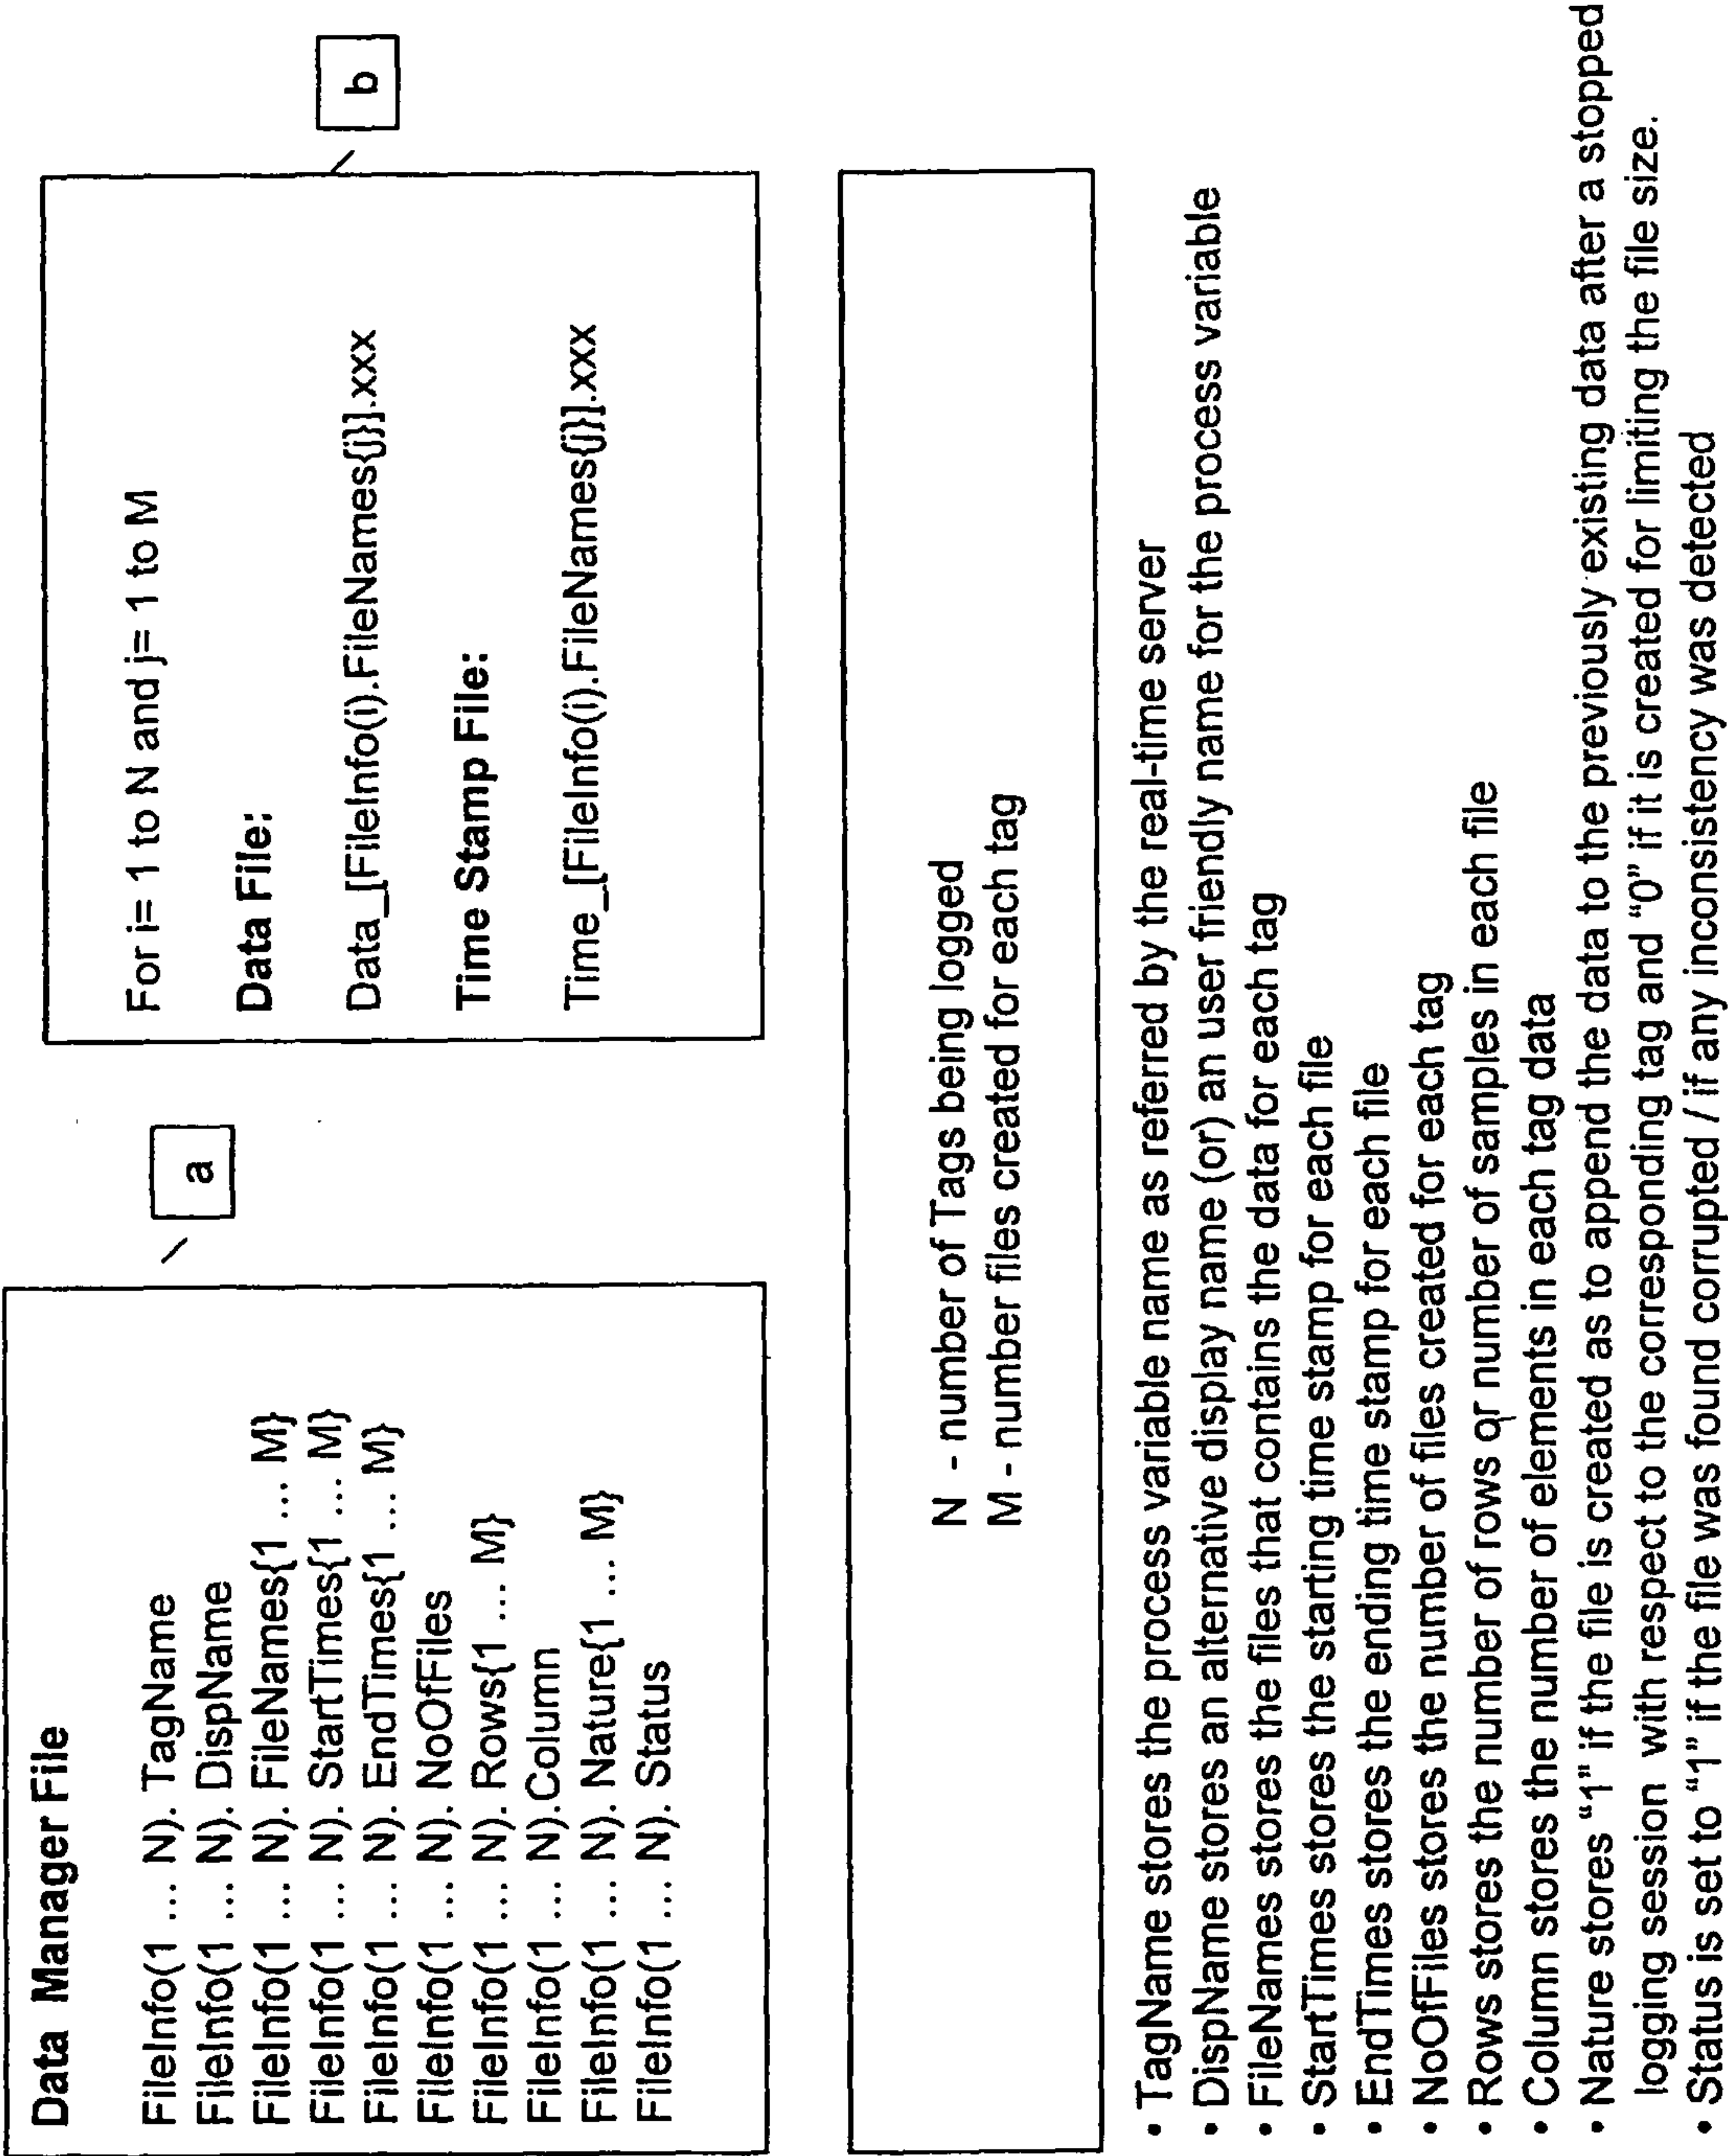 Data Manager File
FileInfo(1 ... N). TagName
FileInfo(1 ... N). DispName
FileInfo(1 ... N). FileNames{1 ... M}
FileInfo(1 ... N). StartTimes{1 ... M}
FileInfo(1 ... N). EndTimes{1 ... M}
FileInfo(1 ... N). NoOfFiles
FileInfo(1 ... N). Rows{1 ... M}
FileInfo(1 ... N).Column
FileInfo(1 ... N). Nature{1 ... M}
FileInfo(1 ... N). Status
a
For i= 1 to N and j= 1 to M
Data File:
Data_[FileInfo(i).FileNames{j}].xxx
Time Stamp File:
Time_[FileInfo(i).FileNames{j}].xxx
b
N - number of Tags being logged
M - number files created for each tag
• TagName stores the process variable name as referred by the real-time server
• DispName stores an alternative display name (or) an user friendly name for the process variable
• FileNames stores the files that contains the data for each tag
• StartTimes stores the starting time stamp for each file
• EndTimes stores the ending time stamp for each file
• NoOfFiles stores the number of files created for each tag
• Rows stores the number of rows or number of samples in each file
• Column stores the number of elements in each tag data
• Nature stores “1” if the file is created as to append the data to the previously existing data after a stopped
logging session with respect to the corresponding tag and “0” if it is created for limiting the file size.
• Status is set to “1” if the file was found corrupted / if any inconsistency was detected